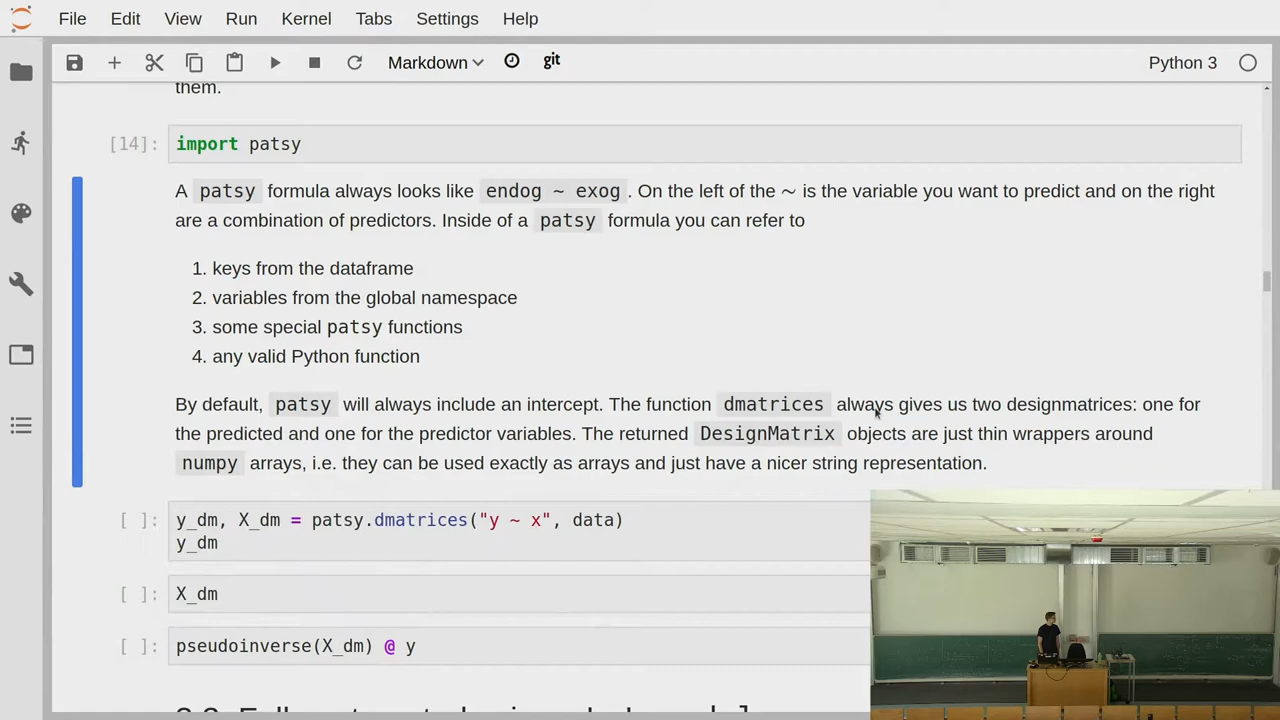 File Edit View Run Kernel Tabs Settings Help
Markdown git Python 3
them.
[14]: import patsy
A patsy formula always looks like endog ~ exog. On the left of the ~ is the variable you want to predict and on the right
are a combination of predictors. Inside of a patsy formula you can refer to
1. keys from the dataframe
2. variables from the global namespace
3. some special patsy functions
4. any valid Python function
By default, patsy will always include an intercept. The function dmatrices always gives us two designmatrices: one for
the predicted and one for the predictor variables. The returned DesignMatrix objects are just thin wrappers around
numpy arrays, i.e. they can be used exactly as arrays and just have a nicer string representation.
[ ]: y_dm, X_dm = patsy.dmatrices("y ~ x", data)
y_dm
[ ]: X_dm
[ ]: pseudoinverse(X_dm) @ y